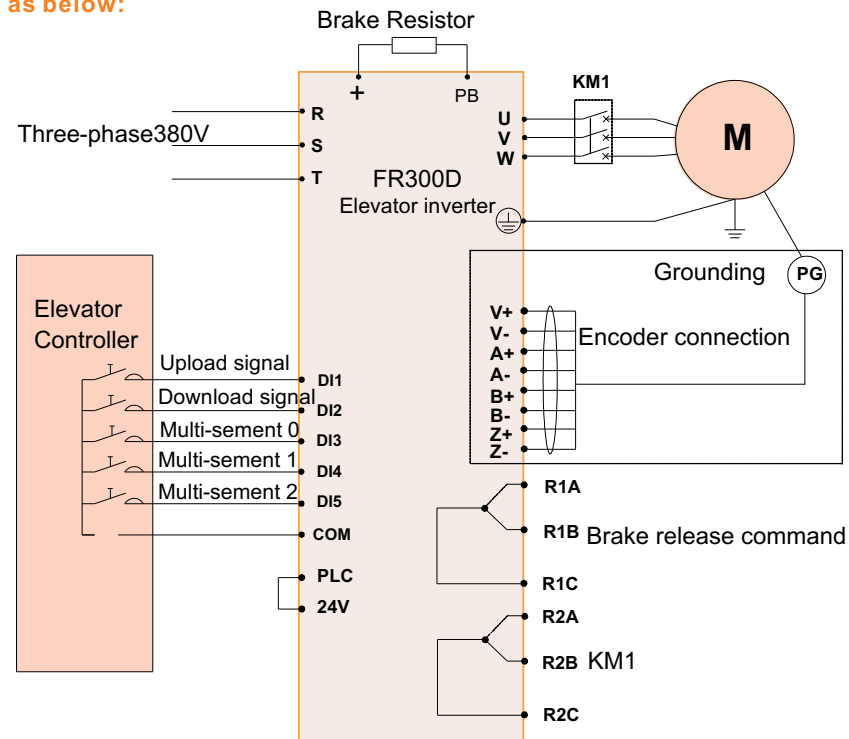 as below:
Brake Resistor
+
PB
KM1
R
S
T
Three-phase380V
U
V
W
M
FR300D
Elevator inverter
Grounding
PG
Elevator
Controller
V+
V-
A+
A-
B+
B-
Z+
Z-
Encoder connection
Upload signal
DI1
Download signal
DI2
Multi-sement 0
DI3
Multi-sement 1
DI4
Multi-sement 2
DI5
COM
PLC
24V
R1A
R1B
Brake release command
R1C
R2A
R2B
KM1
R2C